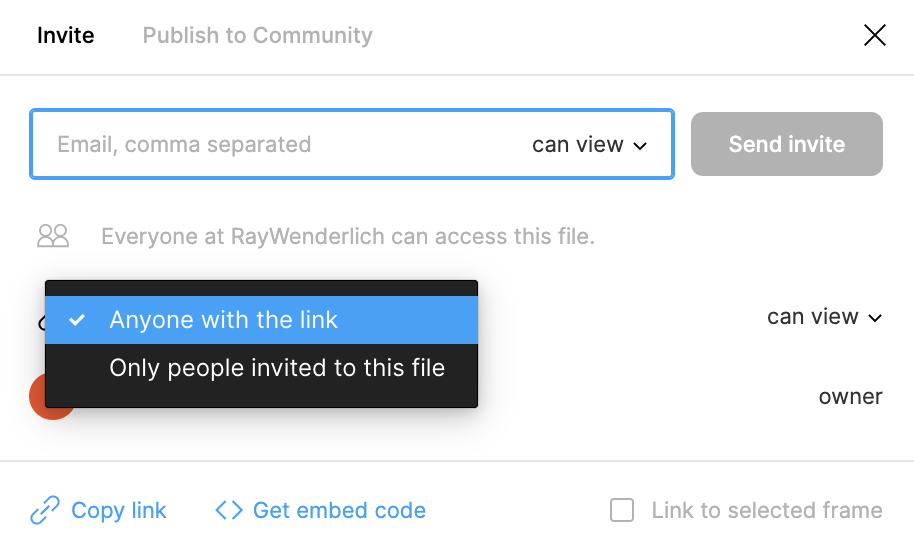 Invite Publish to Community
Email, comma separated can view Send invite
Everyone at RayWenderlich can access this file.
Anyone with the link can view
Only people invited to this file
owner
Copy link Get embed code Link to selected frame